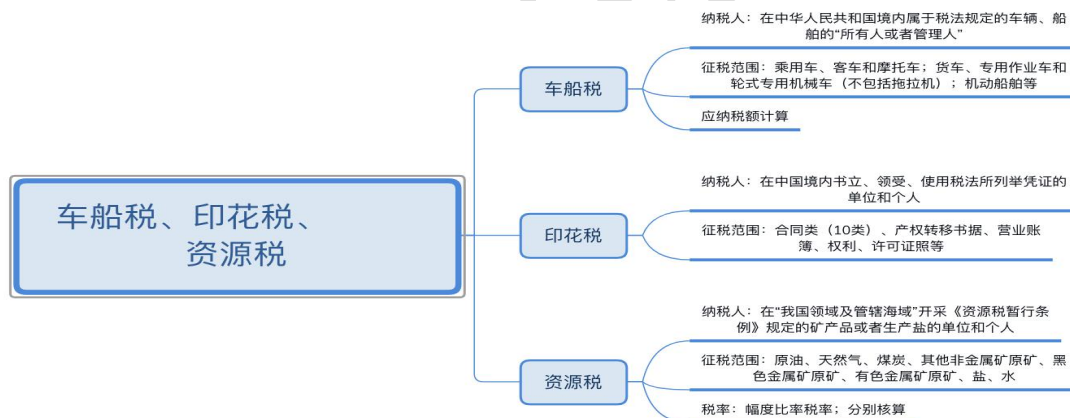 纳税人：在中华人民共和国境内属于税法规定的车辆、船
舶的“所有人或者管理人”
征税范围：乘用车、客车和摩托车；货车、专用作业车和
轮式专用机械车（不包括拖拉机）；机动船舶等
车船税
应纳税额计算
纳税人：在中国境内书立、领受、使用税法所列举凭证的
单位和个人
车船税、印花税、
资源税
印花税
征税范围：合同类（10类）、产权转移书据、营业账
簿、权利、许可证照等
纳税人：在“我国领域及管辖海域”开采《资源税暂行条
例》规定的矿产品或者生产盐的单位和个人
资源税
征税范围：原油、天然气、煤炭、其他非金属矿原矿、黑
色金属矿原矿、有色金属矿原矿、盐、水
税率：幅度比率税率；分别核算